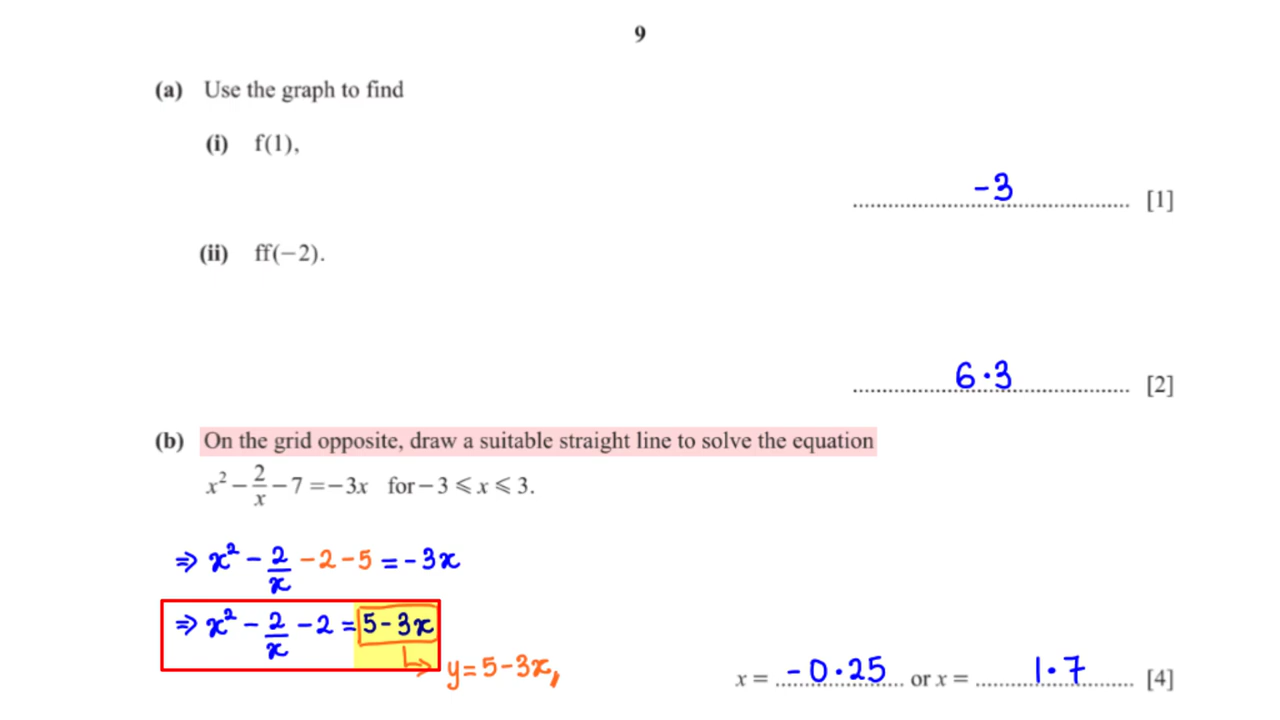 9
(a) Use the graph to find
(i) f(1),
-3
[1]
(ii) ff(−2).
6.3
[2]
(b) On the grid opposite, draw a suitable straight line to solve the equation
x² − 2/x − 7 = −3x for −3 ⩽ x ⩽ 3.
⇒ x² − 2/x − 2 − 5 = −3x
⇒ x² − 2/x − 2 = 5 − 3x
y = 5 − 3x,
x = −0.25 or x = 1.7 [4]